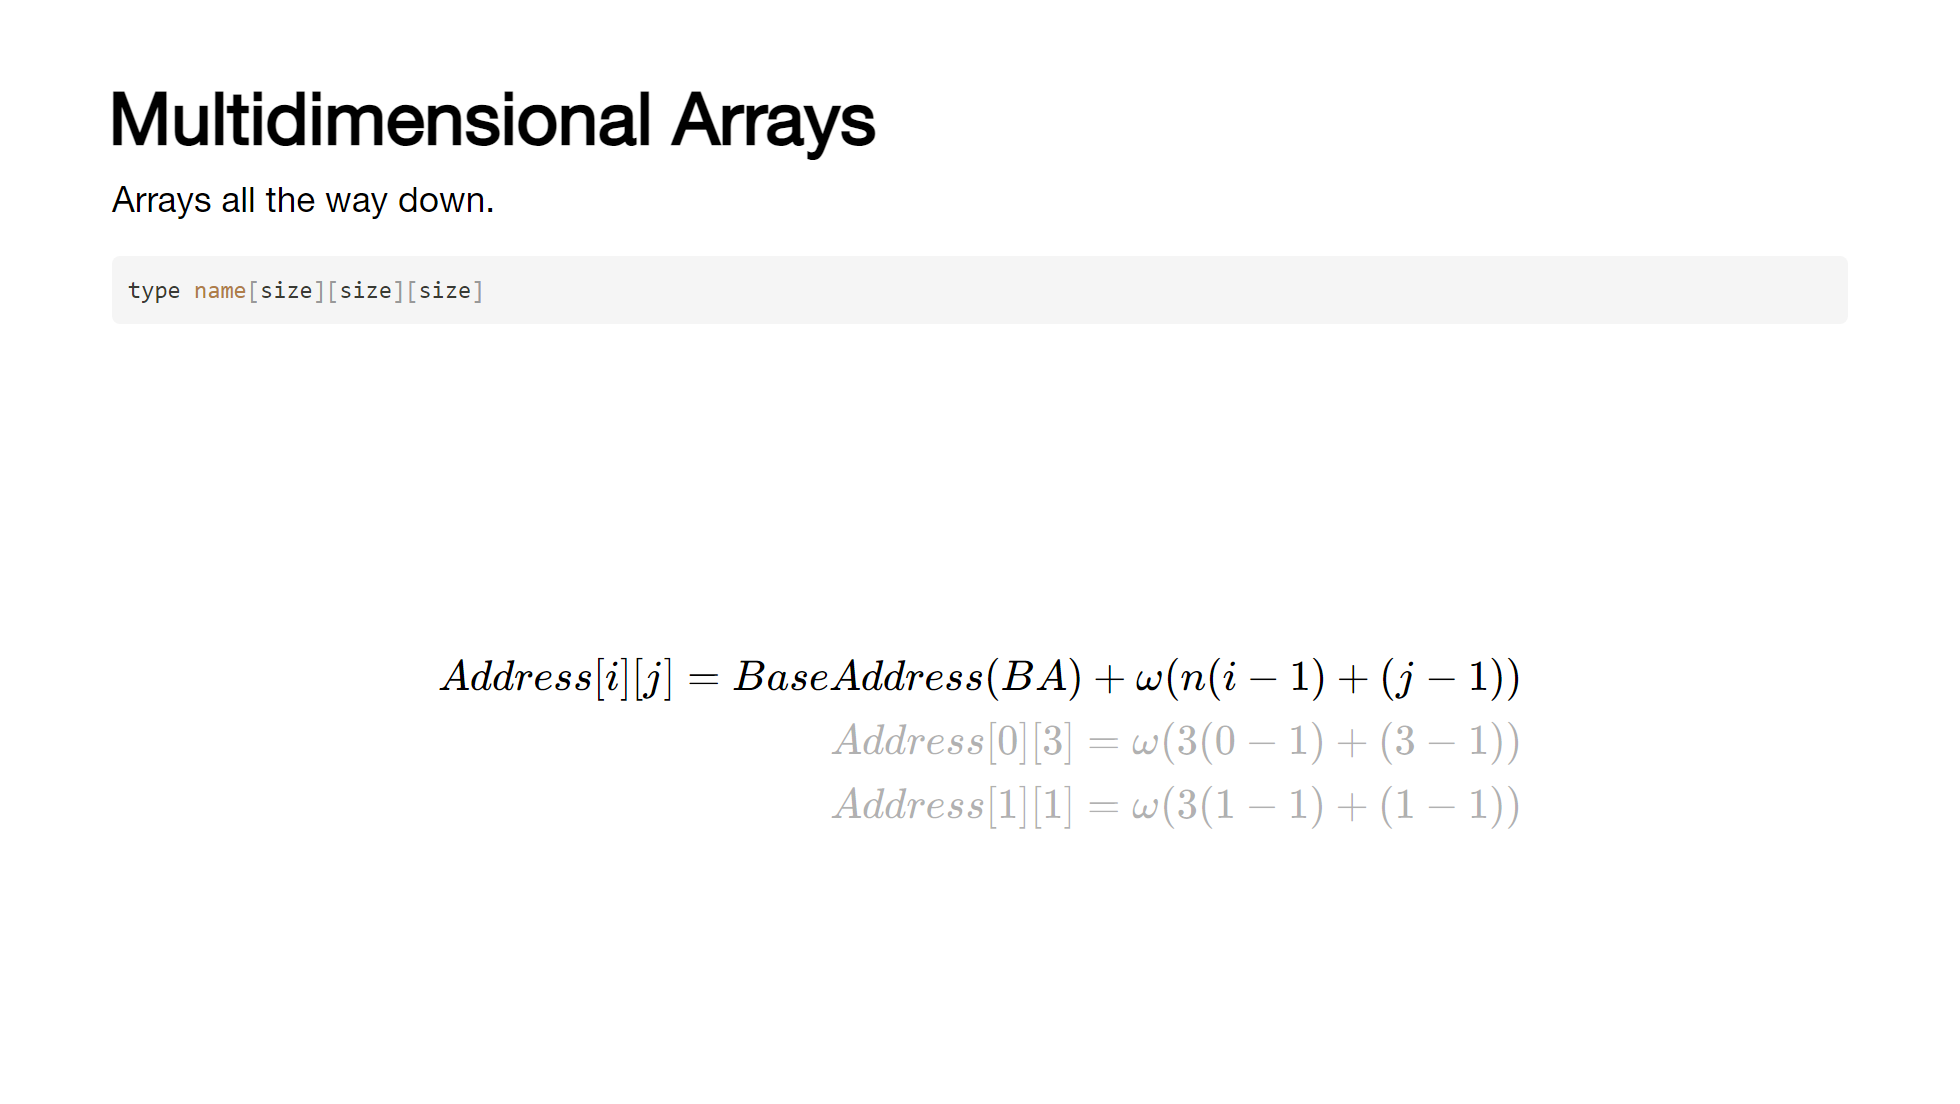 Multidimensional Arrays
Arrays all the way down.
type name[size][size][size]
Address[i][j] = BaseAddress(BA) + ω(n(i − 1) + (j − 1))
Address[0][3] = ω(3(0 − 1) + (3 − 1))
Address[1][1] = ω(3(1 − 1) + (1 − 1))